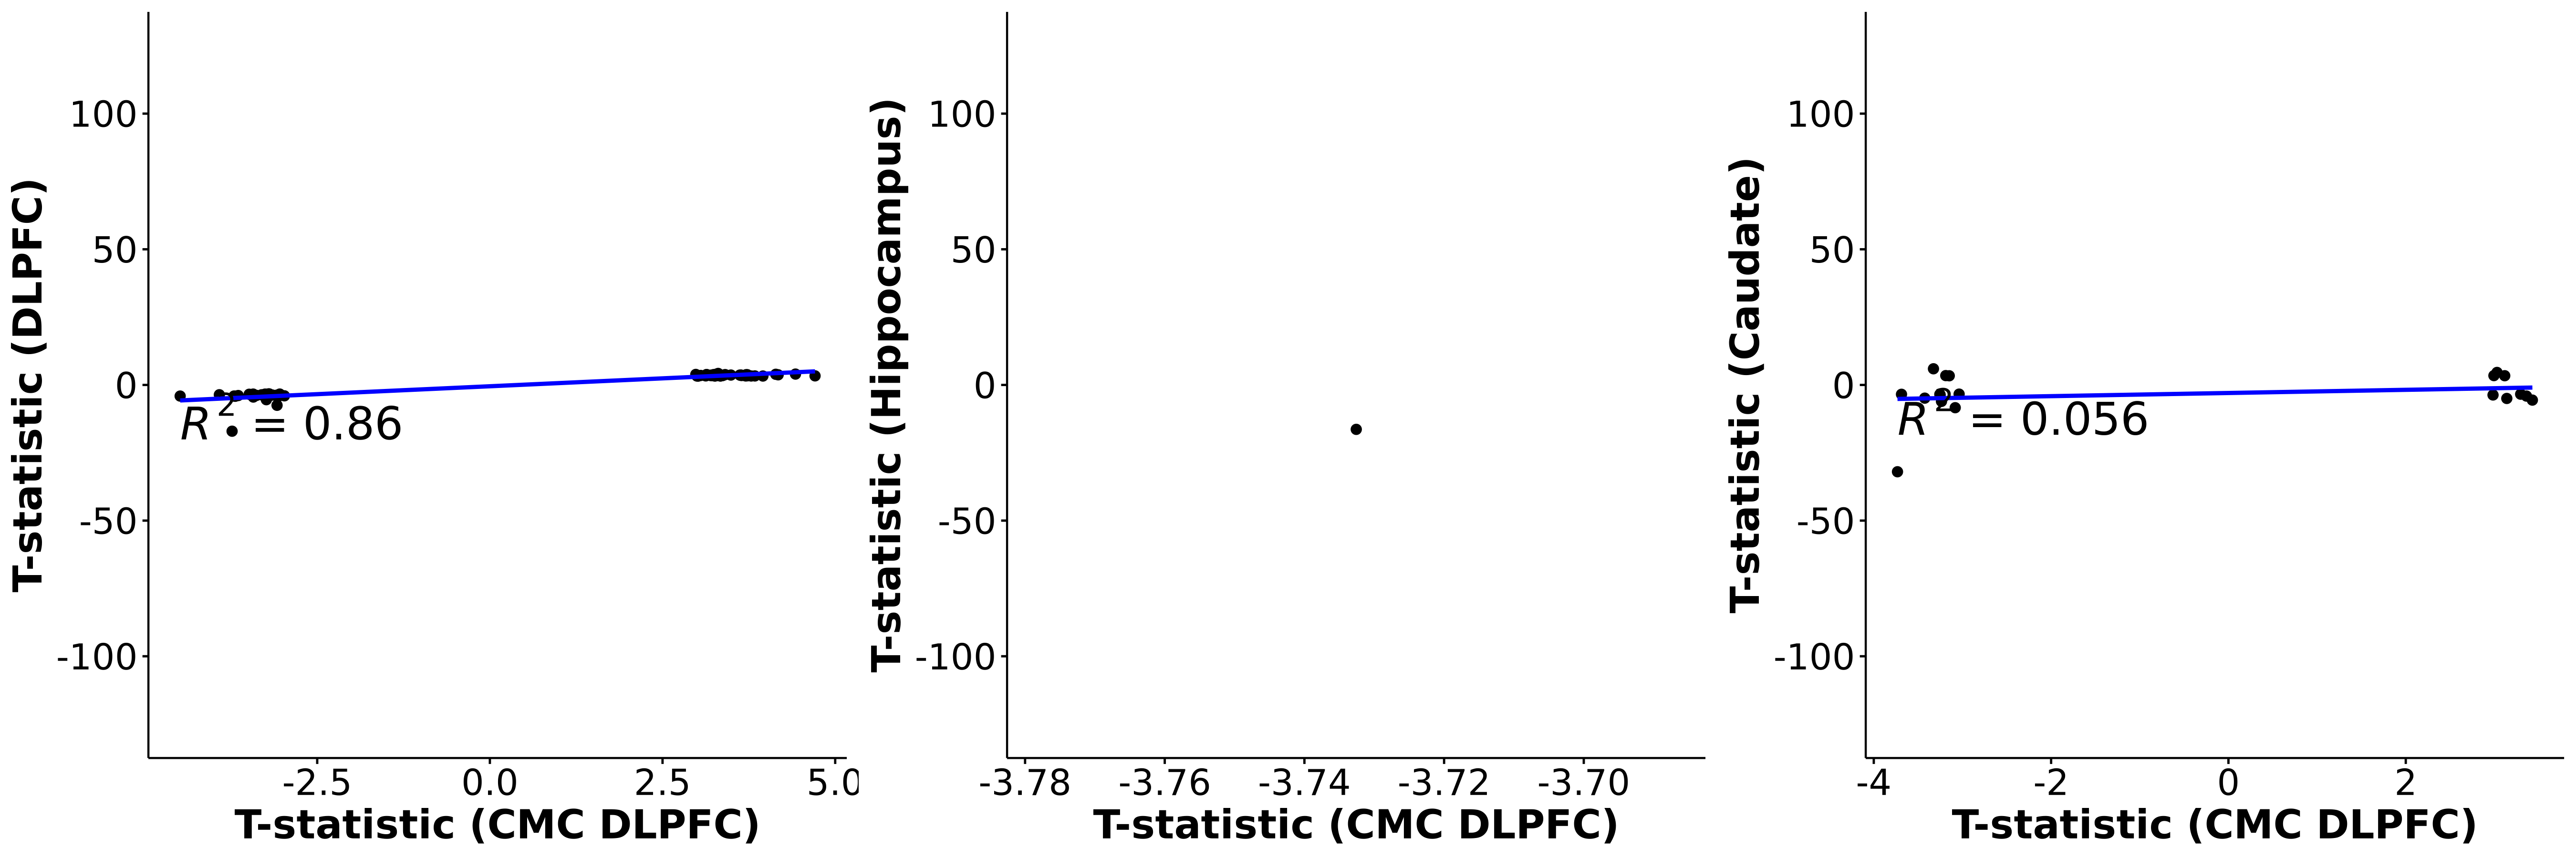 T-statistic (DLPFC)
100
50
0
-50
-100
R² = 0.86
-2.5 0.0 2.5 5.0
T-statistic (CMC DLPFC)
T-statistic (Hippocampus)
100
50
0
-50
-100
-3.78 -3.76 -3.74 -3.72 -3.70
T-statistic (CMC DLPFC)
T-statistic (Caudate)
100
50
0
-50
-100
R² = 0.056
-4 -2 0 2
T-statistic (CMC DLPFC)